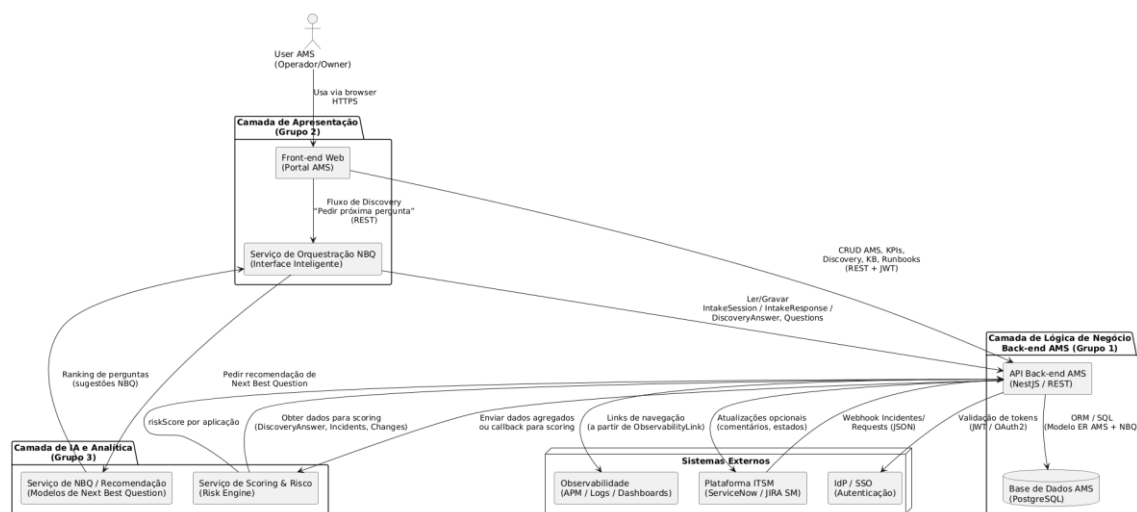 User AMS
(Operador/Owner)
Usa via browser
HTTPS
Camada de Apresentação
(Grupo 2)
Front-end Web
(Portal AMS)
Fluxo de Discovery
"Pedir próxima pergunta"
(REST)
Serviço de Orquestração NBQ
(Interface Inteligente)
CRUD AMS, KPIs,
Discovery, KB, Runbooks
(REST + JWT)
Ler/Gravar
IntakeSession / IntakeResponse /
DiscoveryAnswer, Questions
Camada de Lógica de Negócio
Back-end AMS (Grupo 1)
API Back-end AMS
(NestJS / REST)
Ranking de perguntas
(sugestões NBQ)
Pedir recomendação de
Next Best Question
riskScore por aplicação
Obter dados para scoring
(DiscoveryAnswer, Incidents, Changes)
Enviar dados agregados
ou callback para scoring
Links de navegação
(a partir de ObservabilityLink)
Atualizações opcionais
(comentários, estados)
Webhook Incidentes/
Requests (JSON)
Validação de tokens
(JWT / OAuth2)
ORM / SQL
(Modelo ER AMS + NBQ)
Camada de IA e Analítica
(Grupo 3)
Serviço de NBQ / Recomendação
(Modelos de Next Best Question)
Serviço de Scoring & Risco
(Risk Engine)
Sistemas Externos
Observabilidade
(APM / Logs / Dashboards)
Plataforma ITSM
(ServiceNow / JIRA SM)
IdP / SSO
(Autenticação)
Base de Dados AMS
(PostgreSQL)